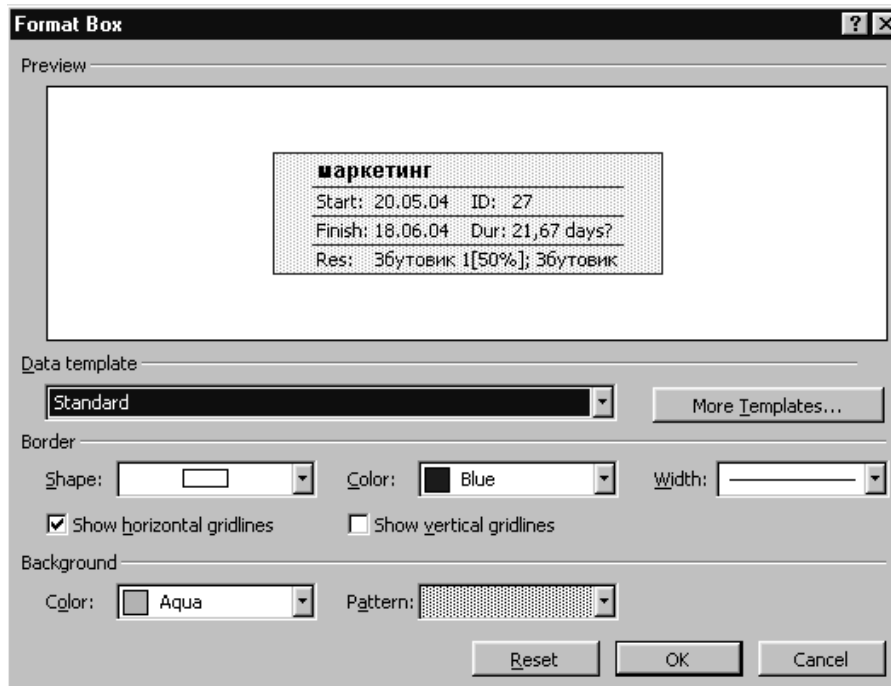 Format Box
Preview
маркетинг
Start: 20.05.04 ID: 27
Finish: 18.06.04 Dur: 21,67 days?
Res: Збутовик 1[50%]; Збутовик
Data template
Standard
More Templates...
Border
Shape: Color: Blue Width:
Show horizontal gridlines Show vertical gridlines
Background
Color: Aqua Pattern:
Reset OK Cancel